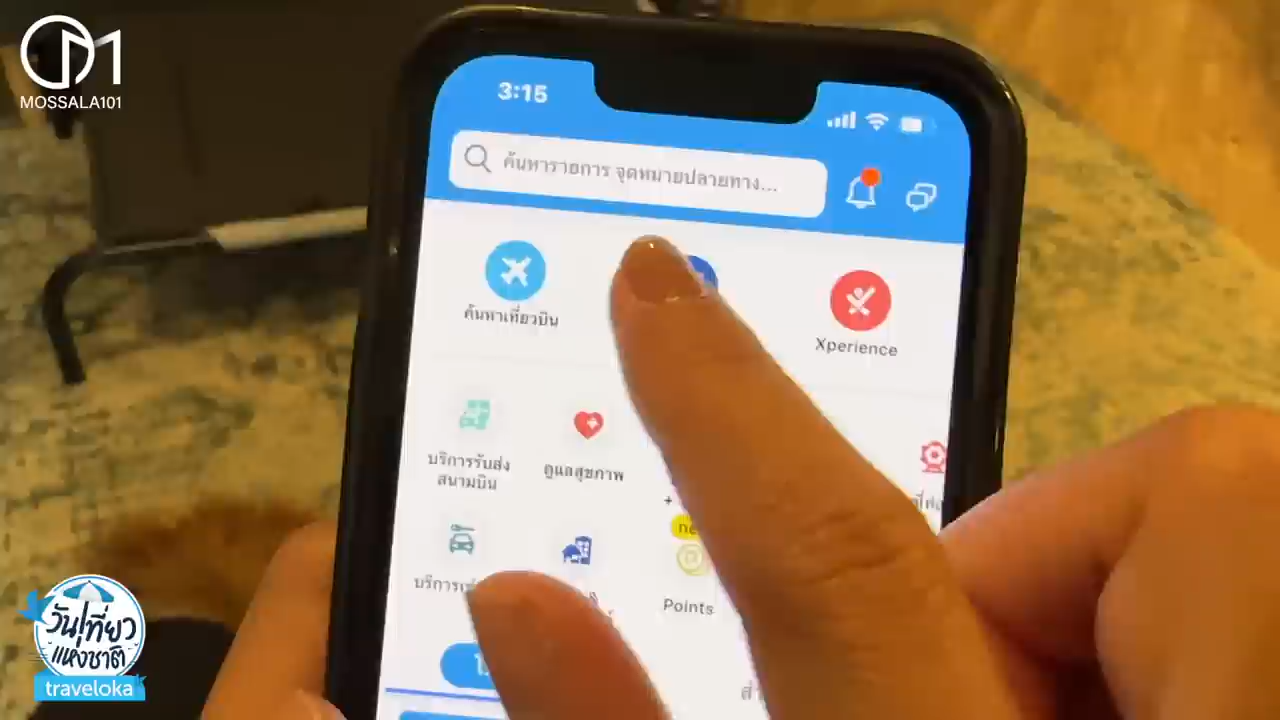 MOSSALA101
3:15
ค้นหารายการ จุดหมายปลายทาง...
ค้นหาเที่ยวบิน
Xperience
บริการรับส่ง
สนามบิน
ดูแลสุขภาพ
+
Points
วันเที่ยว
แห่งชาติ
traveloka